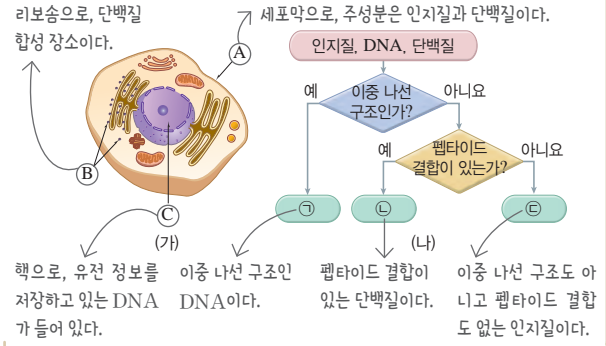 리보솜으로, 단백질
합성 장소이다.
세포막으로, 주성분은 인지질과 단백질이다.
A
B
C
(가)
인지질, DNA, 단백질
예
이중 나선
구조인가?
아니요
예
펩타이드
결합이 있는가?
아니요
㉠
㉡
㉢
(나)
핵으로, 유전 정보를
저장하고 있는 DNA
가 들어 있다.
이중 나선 구조인
DNA이다.
펩타이드 결합이
있는 단백질이다.
이중 나선 구조도 아
니고 펩타이드 결합
도 없는 인지질이다.